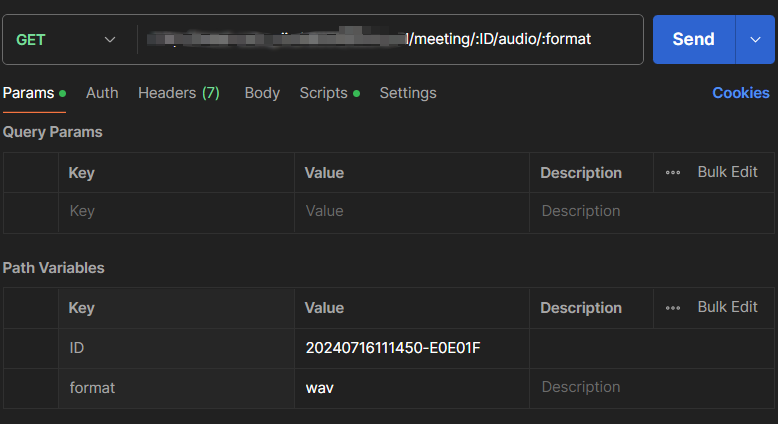 GET /meeting/:ID/audio/:format Send
Params Auth Headers (7) Body Scripts Settings Cookies
Query Params
Key Value Description ••• Bulk Edit
Key Value Description
Path Variables
Key Value Description ••• Bulk Edit
ID 20240716111450-E0E01F
format wav Description